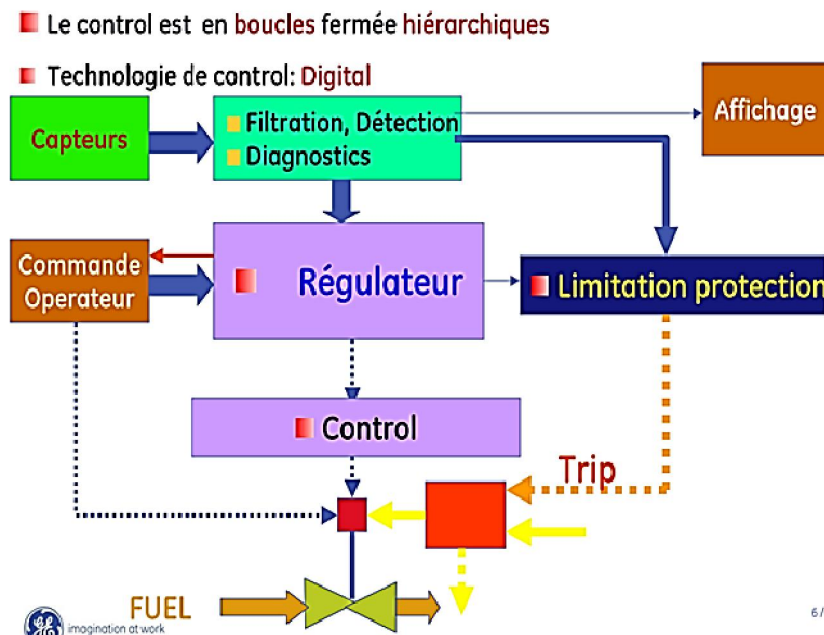 Le control est en boucles fermée hiérarchiques
Technologie de control: Digital
Capteurs
Filtration, Détection
Diagnostics
Affichage
Commande
Operateur
Régulateur
Limitation protection
Control
Trip
FUEL
imagination at work
6/